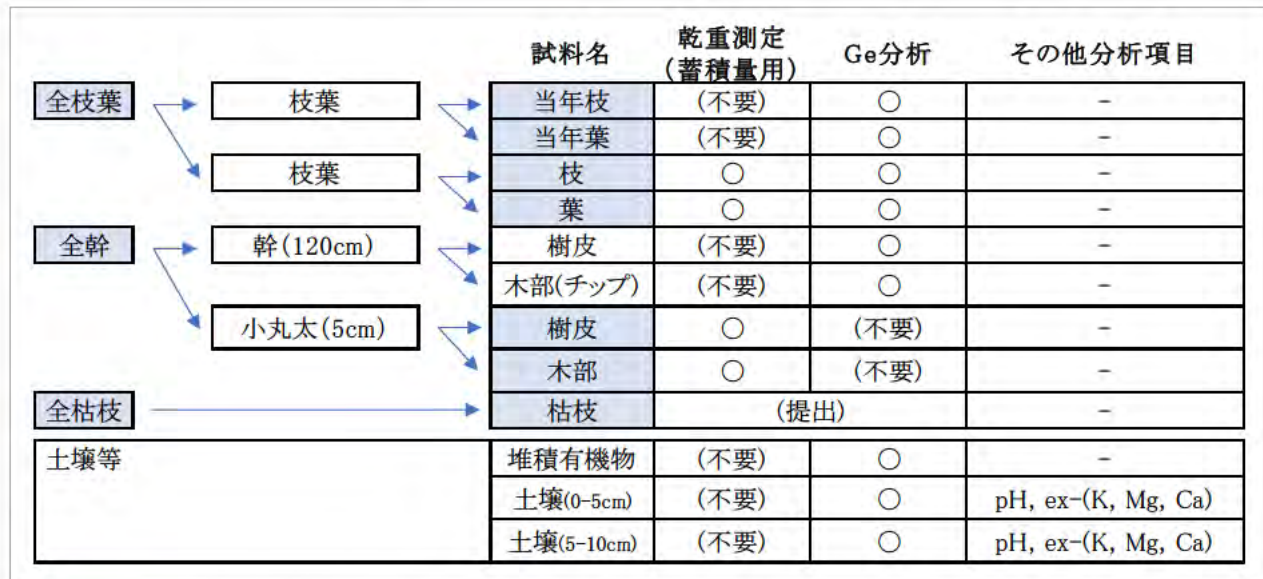 試料名 乾重測定(蓄積量用) Ge分析 その他分析項目
全枝葉 枝葉 当年枝 (不要) ○ -
当年葉 (不要) ○ -
枝葉 枝 ○ ○ -
葉 ○ ○ -
全幹 幹(120cm) 樹皮 (不要) ○ -
木部(チップ) (不要) ○ -
小丸太(5cm) 樹皮 ○ (不要) -
木部 ○ (不要) -
全枯枝 枯枝 (提出) -
土壌等 堆積有機物 (不要) ○ -
土壌(0-5cm) (不要) ○ pH, ex-(K, Mg, Ca)
土壌(5-10cm) (不要) ○ pH, ex-(K, Mg, Ca)